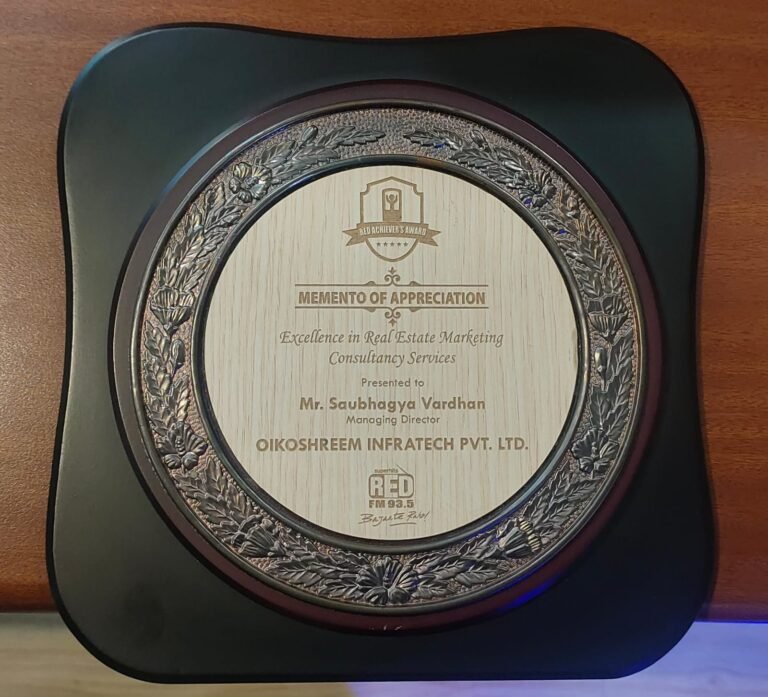 RED ACHIEVER'S AWARD
MEMENTO OF APPRECIATION
Excellence in Real Estate Marketing
Consultancy Services
Presented to
Mr. Saubhagya Vardhan
Managing Director
OIKOSHREEM INFRATECH PVT. LTD.
superhits
RED
FM 93.5
Bajaate Raho!